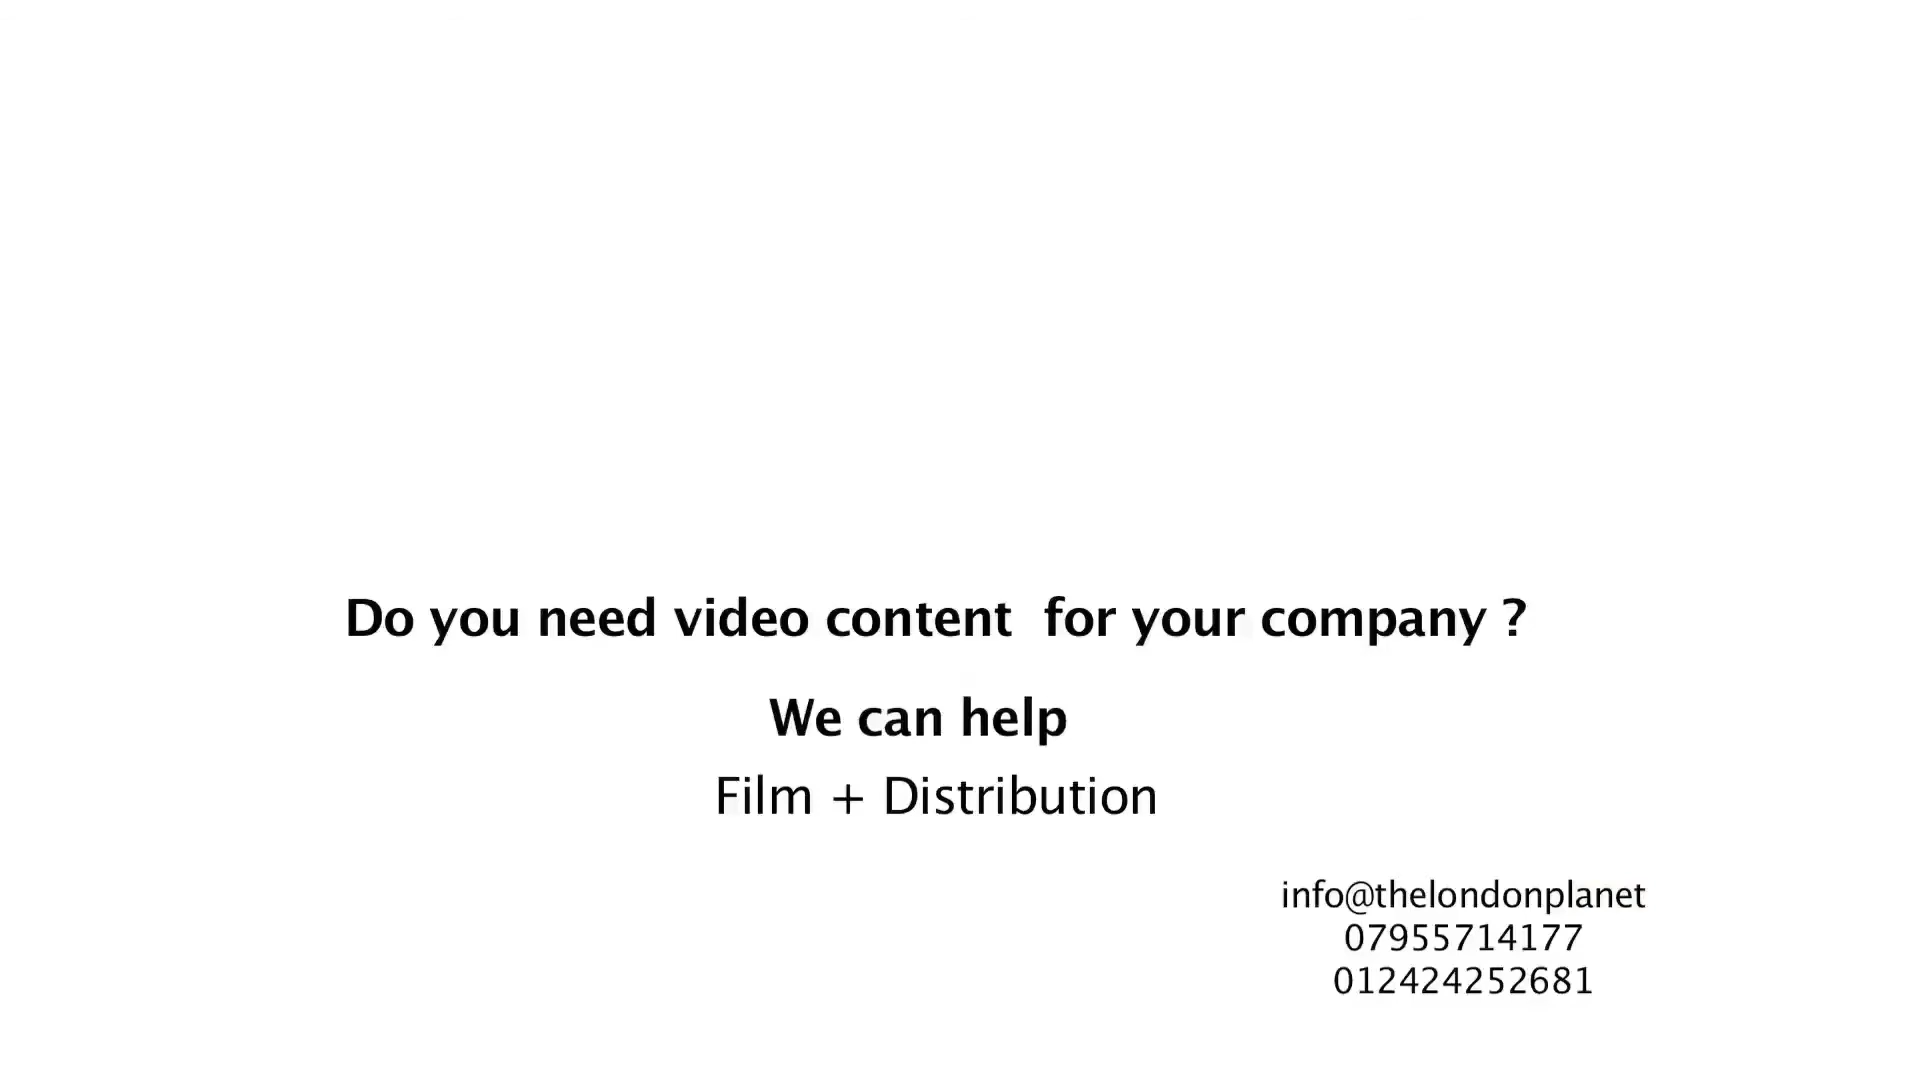 Do you need video content  for your company ?
We can help
Film + Distribution
info@thelondonplanet
07955714177
012424252681